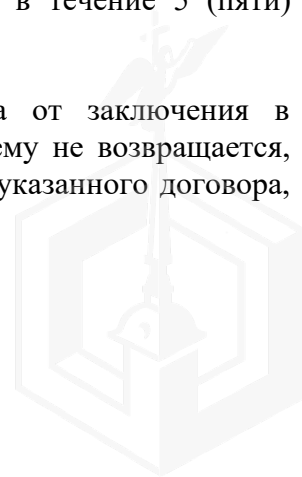 в течение 5 (пяти)
а от заключения в
ему не возвращается,
указанного договора,